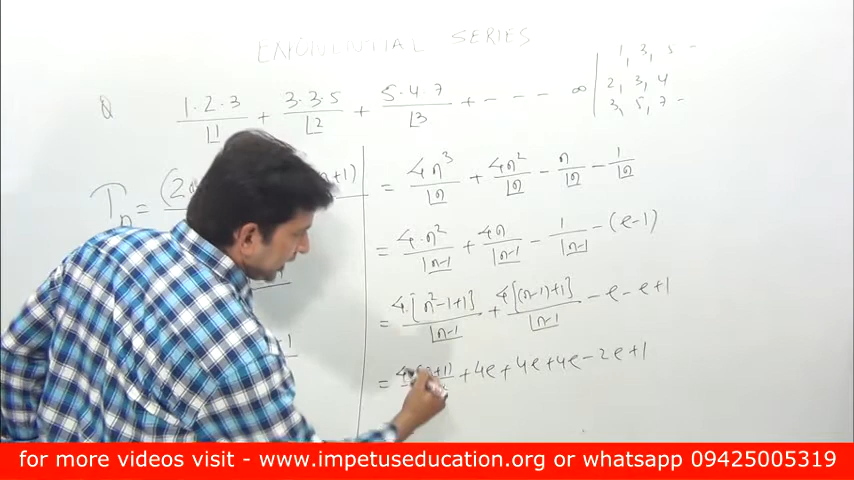 EXPONENTIAL SERIES
Q 1·2·3/⌊1 + 3·3·5/⌊2 + 5·4·7/⌊3 + - - - - ∞
1, 3, 5 -
2, 3, 4
3, 5, 7 -
Tn = (2n
n+1)
= 4n³/⌊n + 4n²/⌊n - n/⌊n - 1/⌊n
= 4·n²/⌊n-1 + 4n/⌊n-1 - 1/⌊n-1 - (e-1)
= 4·[n²-1+1]/⌊n-1 + 4[(n-1)+1]/⌊n-1 - e - e + 1
= +1) + 4e + 4e + 4e - 2e + 1
for more videos visit - www.impetuseducation.org or whatsapp 09425005319